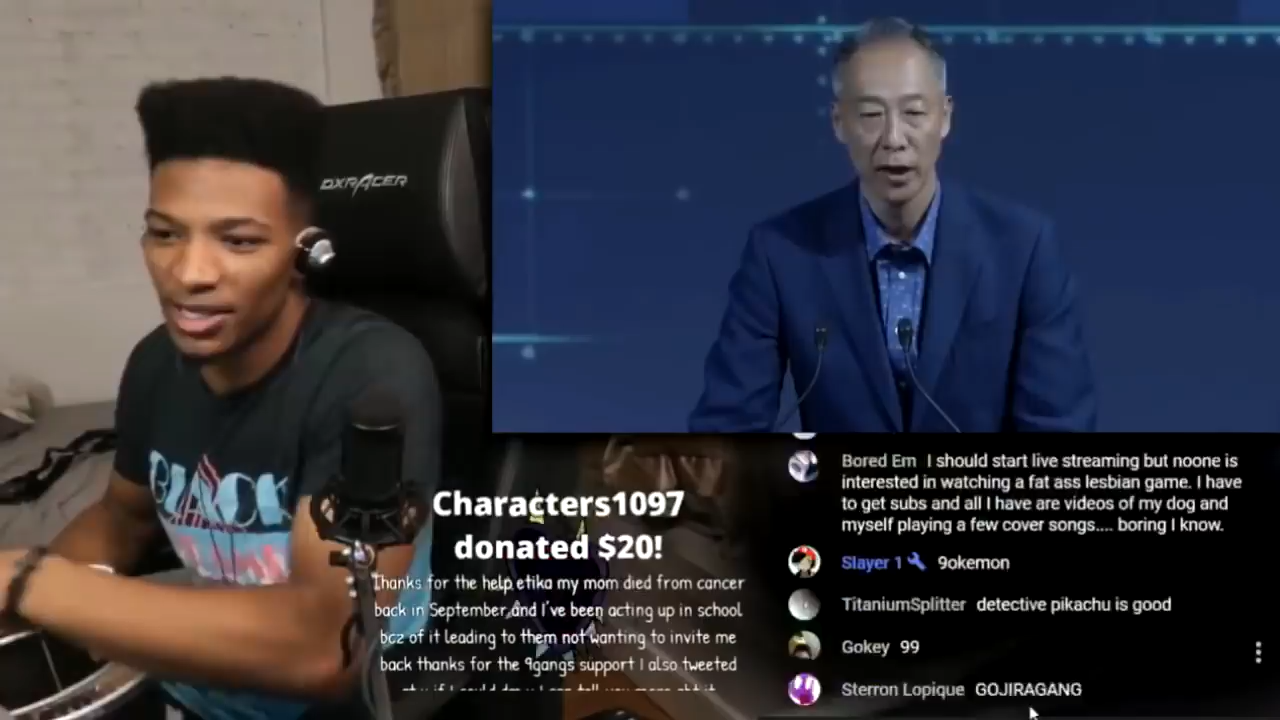 DXRACER
BLACK
Characters1097
donated $20!
Thanks for the help etika my mom died from cancer
back in September and I've been acting up in school
bcz of it leading to them not wanting to invite me
back thanks for the 9gangs support I also tweeted
Bored Em I should start live streaming but noone is
interested in watching a fat ass lesbian game. I have
to get subs and all I have are videos of my dog and
myself playing a few cover songs.... boring I know.
Slayer 1 9okemon
TitaniumSplitter detective pikachu is good
Gokey 99
Sterron Lopique GOJIRAGANG